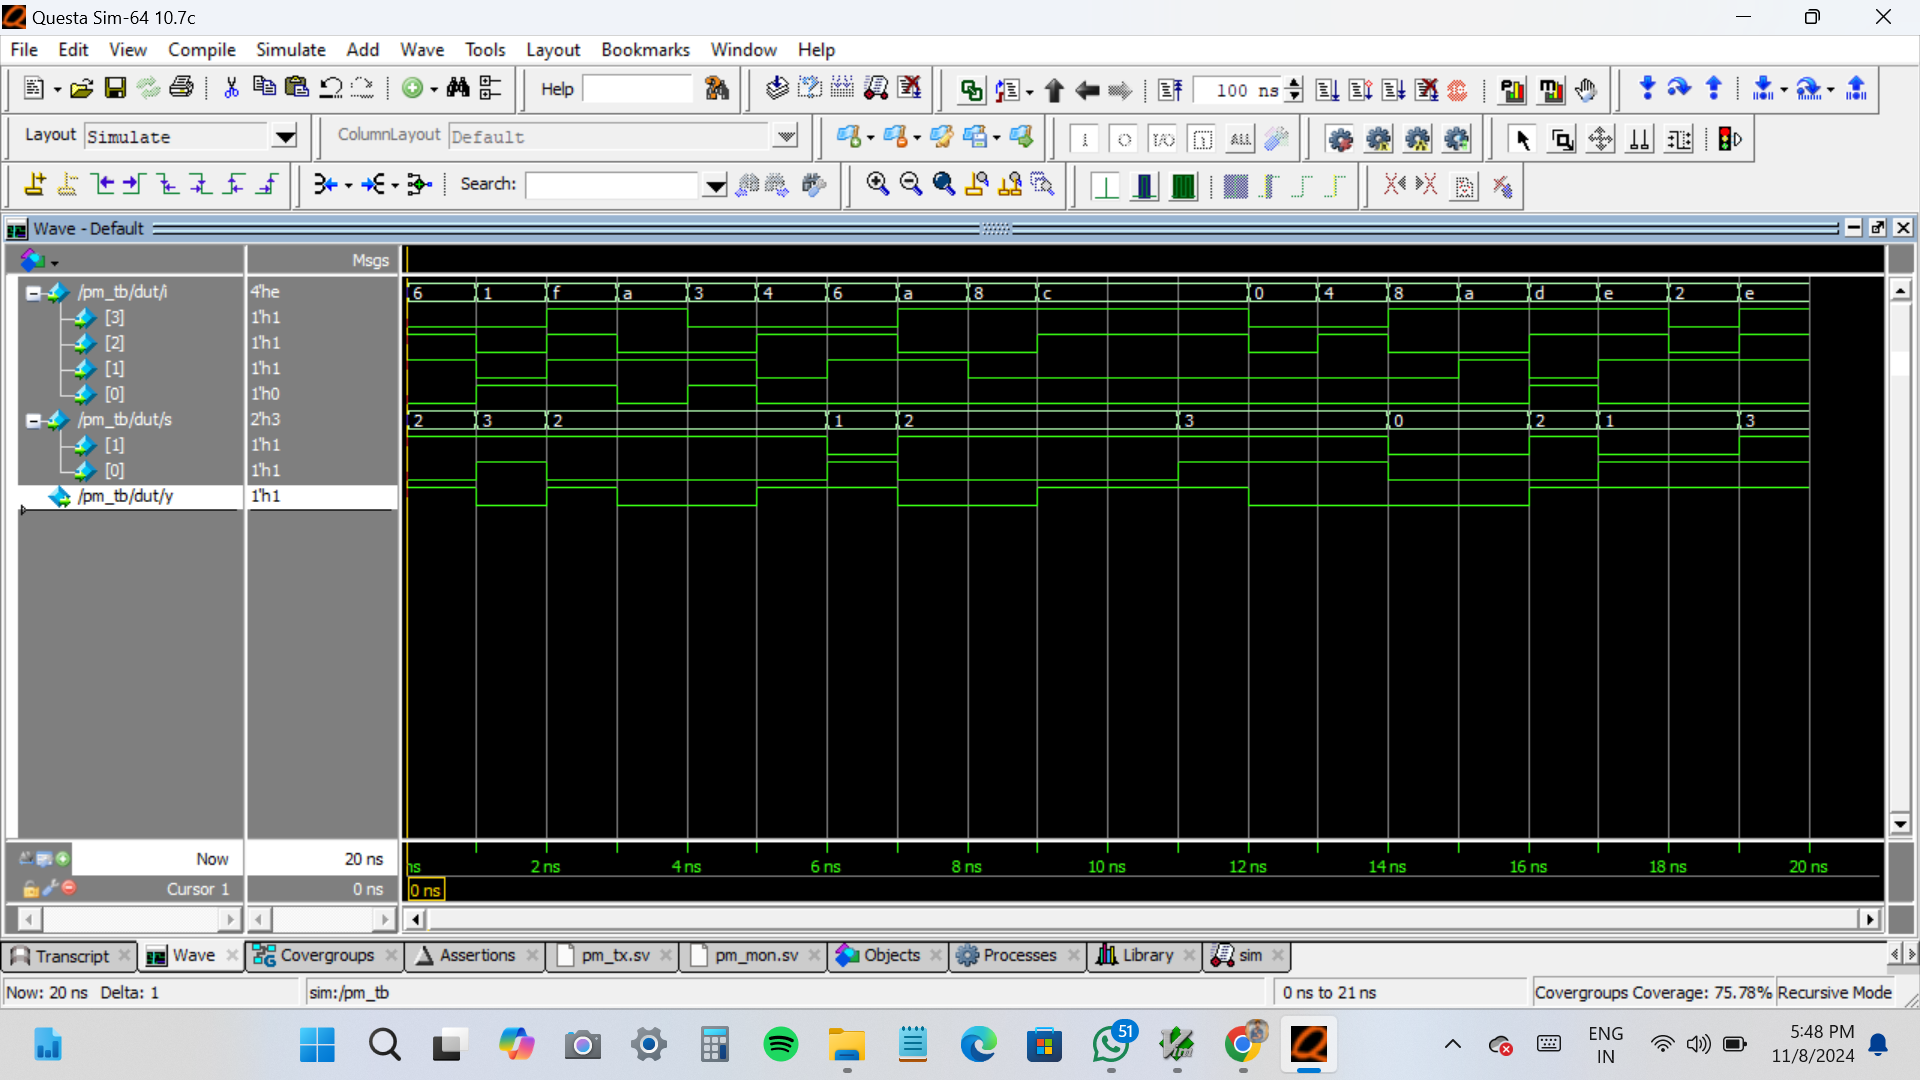 Questa Sim-64 10.7c
File Edit View Compile Simulate Add Wave Tools Layout Bookmarks Window Help
Help 100 ns
Layout Simulate ColumnLayout Default ALL
Search:
Wave - Default
Msgs
/pm_tb/dut/i 4'he 6 1 f a 3 4 6 a 8 c 0 4 8 a d e 2 e
[3] 1'h1
[2] 1'h1
[1] 1'h1
[0] 1'h0
/pm_tb/dut/s 2'h3 2 3 2 1 2 3 0 2 1 3
[1] 1'h1
[0] 1'h1
/pm_tb/dut/y 1'h1
Now 20 ns ns 2 ns 4 ns 6 ns 8 ns 10 ns 12 ns 14 ns 16 ns 18 ns 20 ns
Cursor 1 0 ns 0 ns
Transcript Wave Covergroups Assertions pm_tx.sv pm_mon.sv Objects Processes Library sim
Now: 20 ns Delta: 1 sim:/pm_tb 0 ns to 21 ns Covergroups Coverage: 75.78% Recursive Mode
51
ENG
IN
5:48 PM
11/8/2024